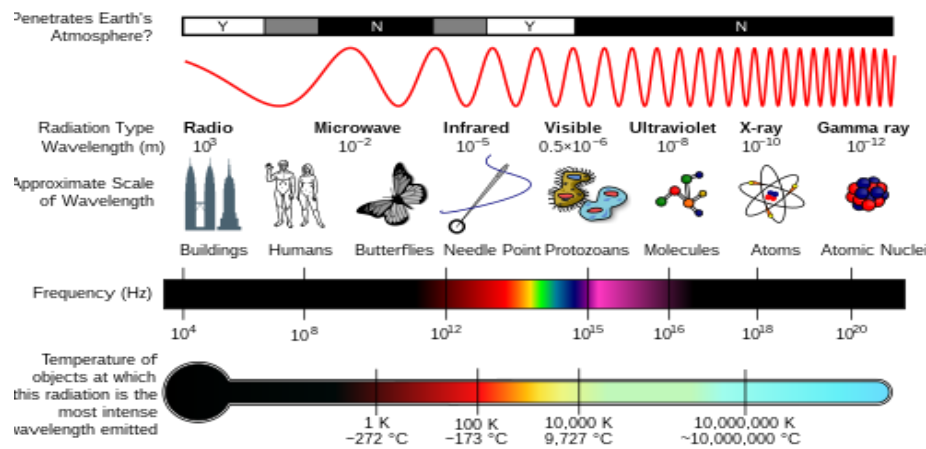 Penetrates Earth's
Atmosphere?
Y N Y N
Radiation Type
Radio Microwave Infrared Visible Ultraviolet X-ray Gamma ray
Wavelength (m)
10³ 10⁻² 10⁻⁵ 0.5×10⁻⁶ 10⁻⁸ 10⁻¹⁰ 10⁻¹²
Approximate Scale
of Wavelength
Buildings Humans Butterflies Needle Point Protozoans Molecules Atoms Atomic Nuclei
Frequency (Hz)
10⁴ 10⁸ 10¹² 10¹⁵ 10¹⁶ 10¹⁸ 10²⁰
Temperature of
objects at which
this radiation is the
most intense
wavelength emitted
1 K 100 K 10,000 K 10,000,000 K
−272 °C −173 °C 9,727 °C ~10,000,000 °C